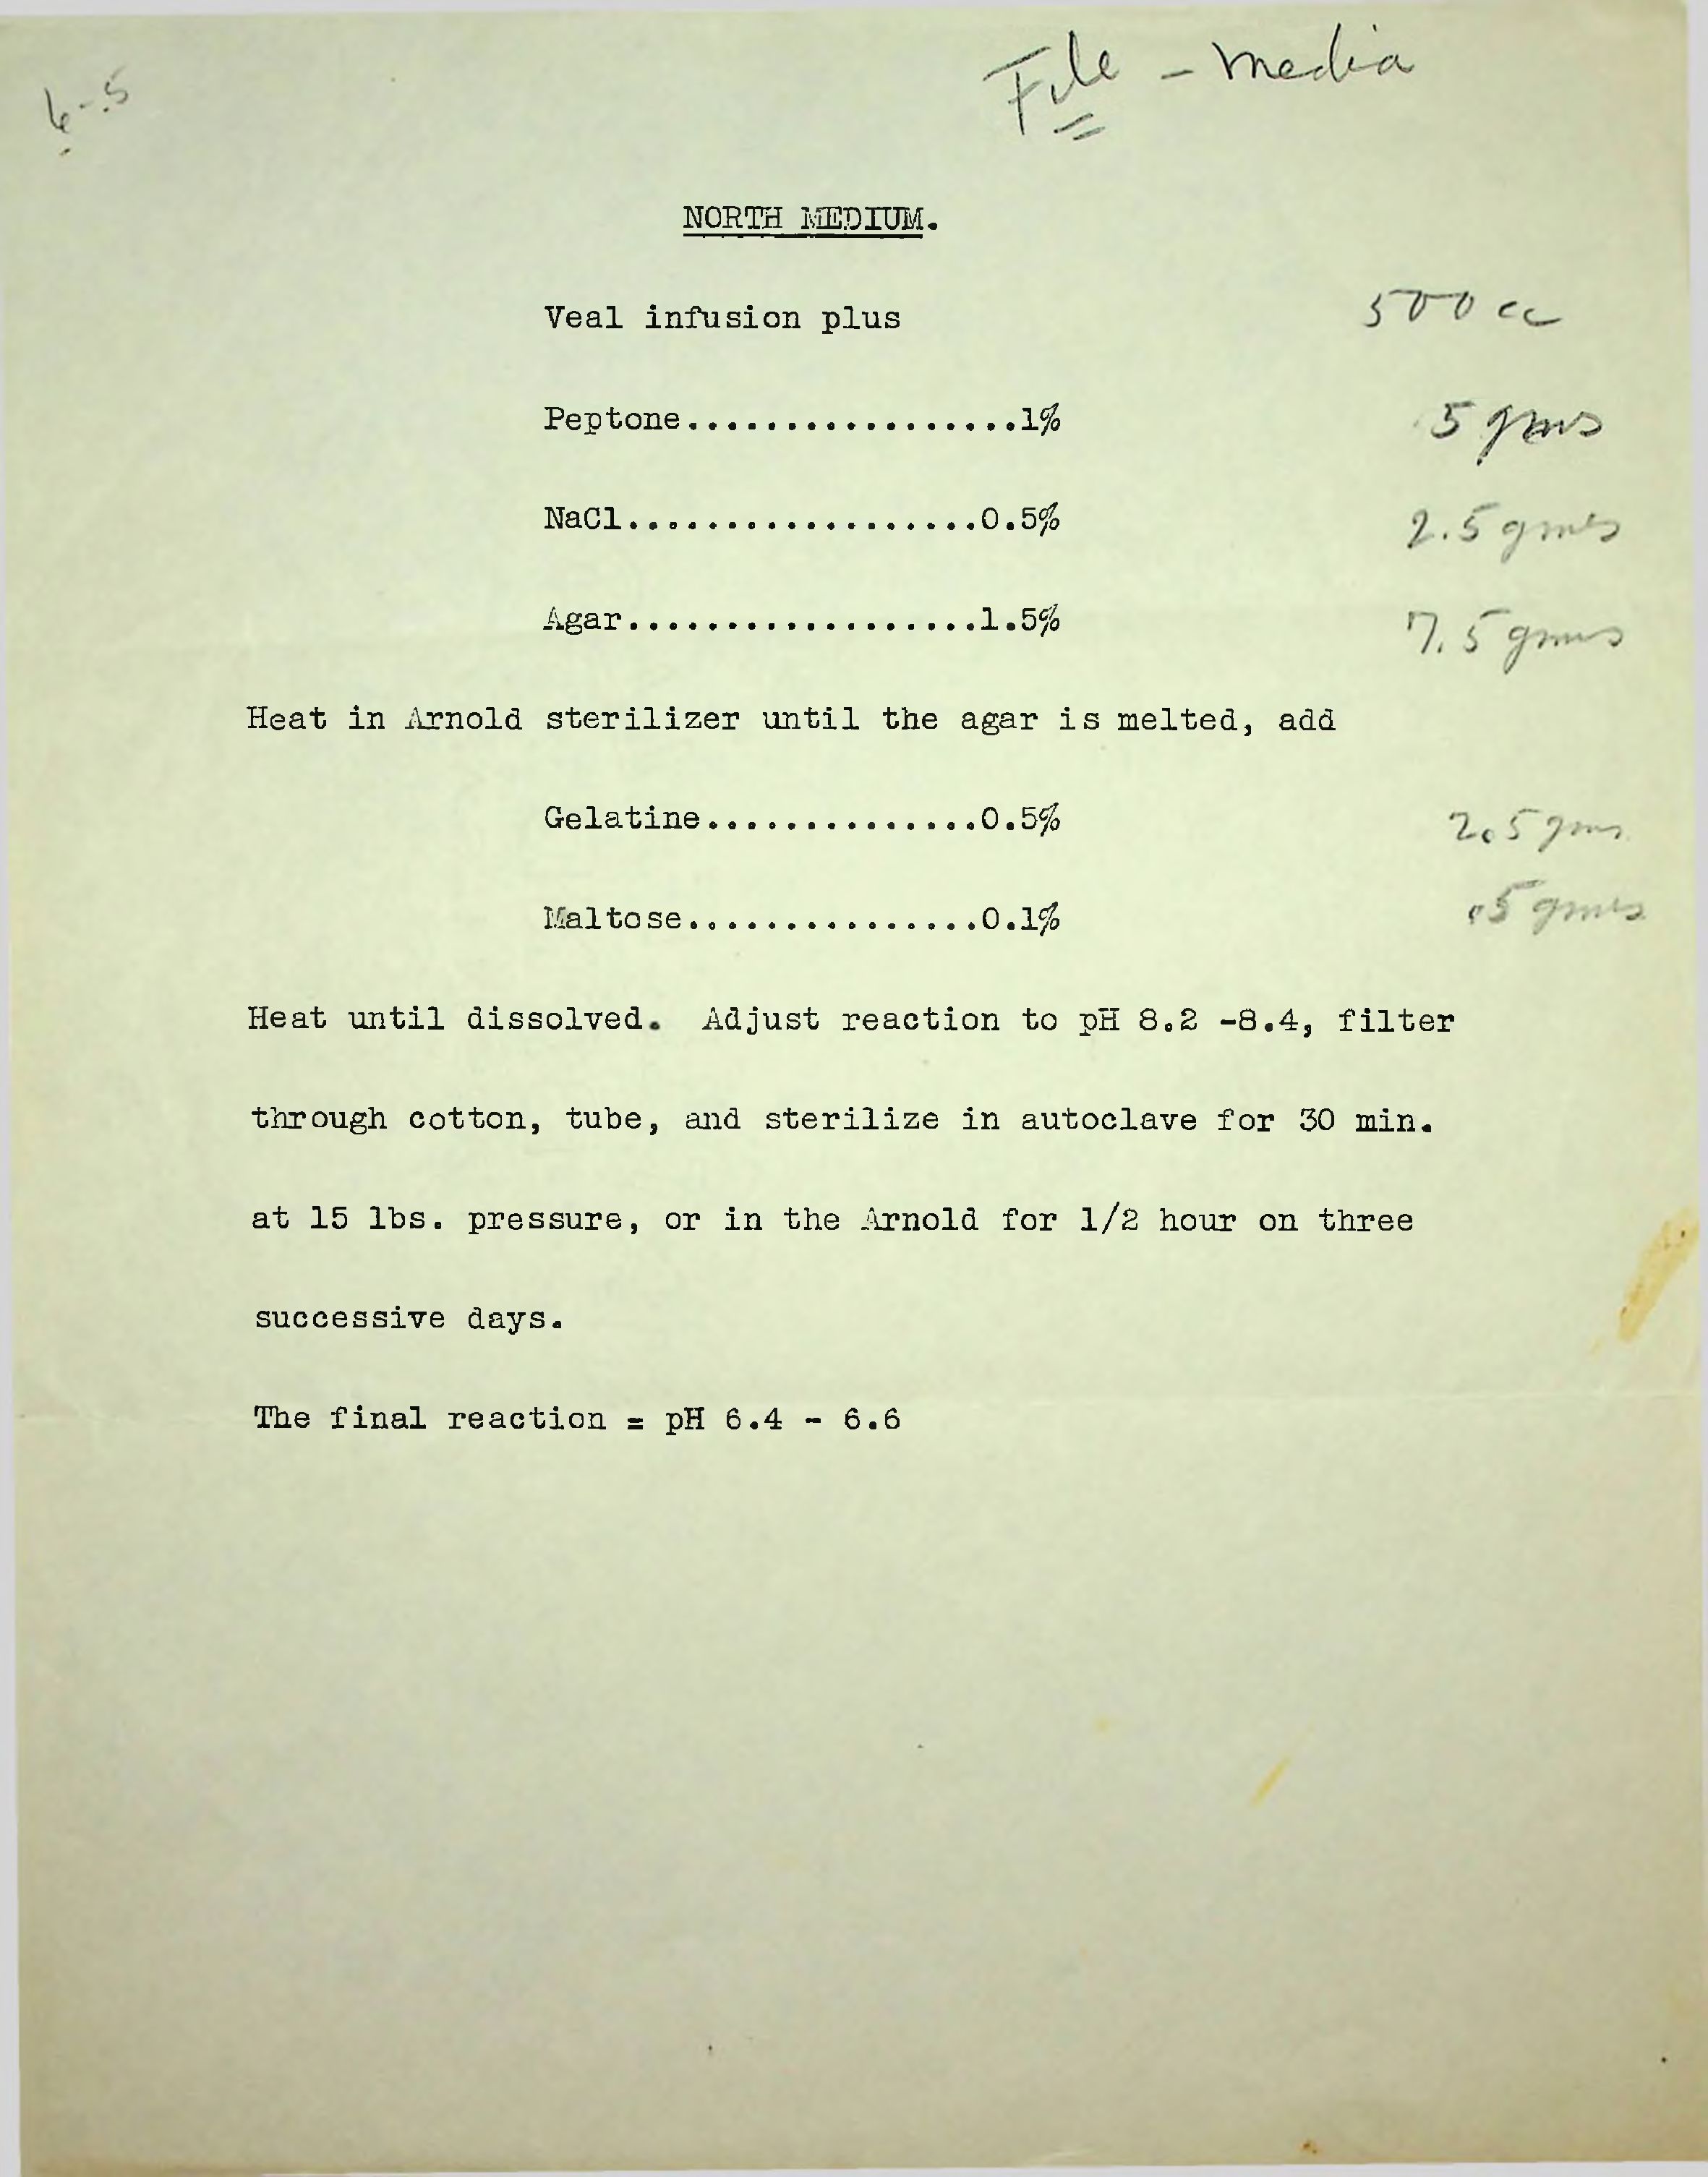 File - Media
6-5
NORTH MEDIUM.
Veal infusion plus 500 cc
Peptone.................1% 5 gms
NaCl..................0.5% 2.5 gms
Agar..................1.5% 7.5 gms
Heat in Arnold sterilizer until the agar is melted, add
Gelatine..............0.5% 2.5 gms
Maltose...............0.1% .5 gms
Heat until dissolved. Adjust reaction to pH 8.2 -8.4, filter
through cotton, tube, and sterilize in autoclave for 30 min.
at 15 lbs. pressure, or in the Arnold for 1/2 hour on three
successive days.
The final reaction = pH 6.4 - 6.6